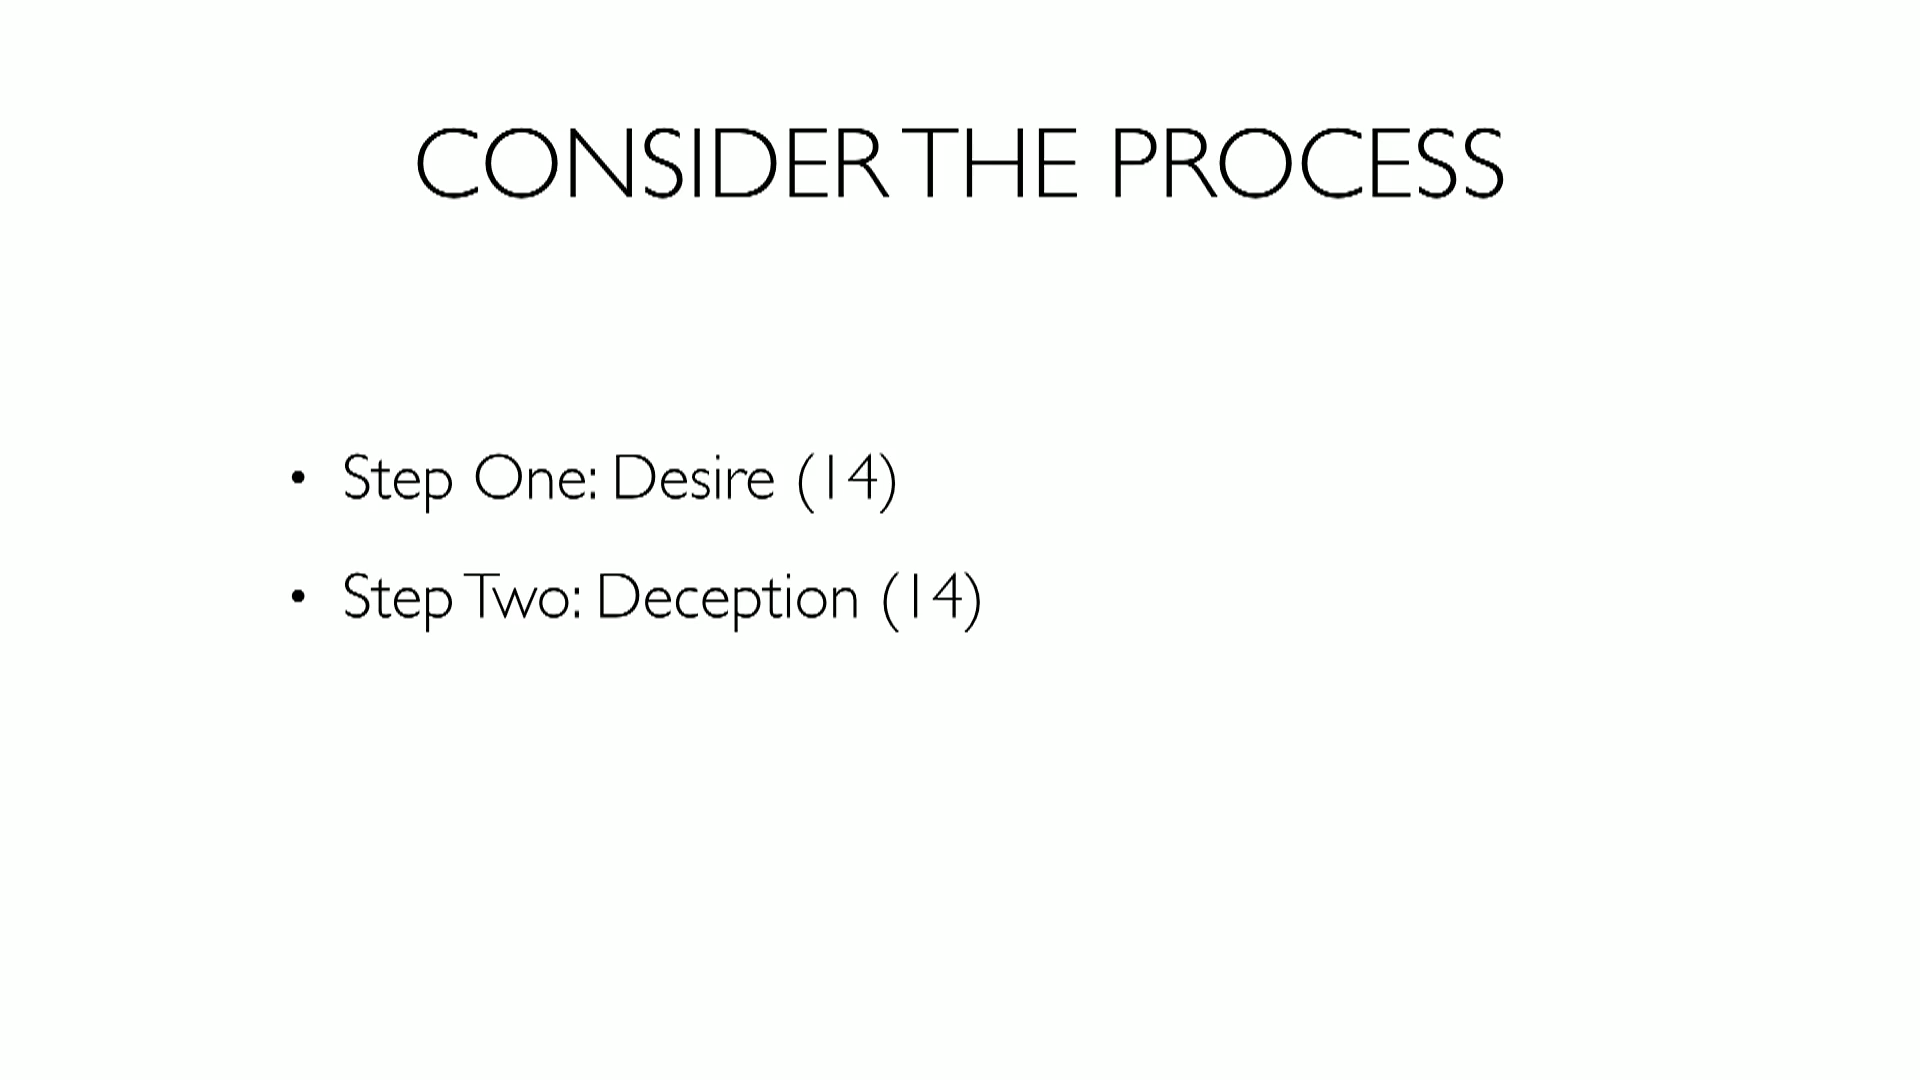 CONSIDER THE PROCESS
• Step One: Desire (14)
• Step Two: Deception (14)